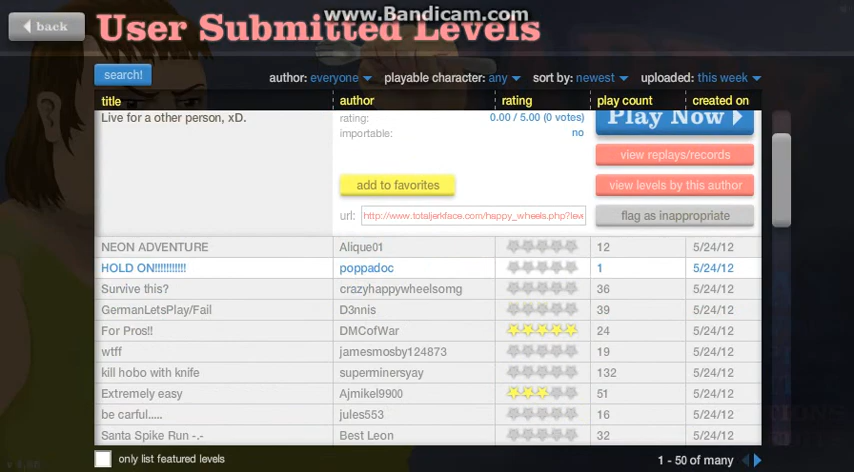 www.Bandicam.com
back
User Submitted Levels
search!
author: everyone playable character: any sort by: newest uploaded: this week
title author rating play count created on
Live for a other person, xD.
rating: 0.00 / 5.00 (0 votes)
importable: no
Play Now
view replays/records
add to favorites
view levels by this author
url: http://www.totaljerkface.com/happy_wheels.php?leve
flag as inappropriate
NEON ADVENTURE Alique01 12 5/24/12
HOLD ON!!!!!!!!!!! poppadoc 1 5/24/12
Survive this? crazyhappywheelsomg 36 5/24/12
GermanLetsPlay/Fail D3nnis 39 5/24/12
For Pros!! DMCofWar 24 5/24/12
wtff jamesmosby124873 19 5/24/12
kill hobo with knife superminersyay 132 5/24/12
Extremely easy Ajmikel9900 51 5/24/12
be carful..... jules553 16 5/24/12
Santa Spike Run -.- Best Leon 32 5/24/12
only list featured levels
1 - 50 of many